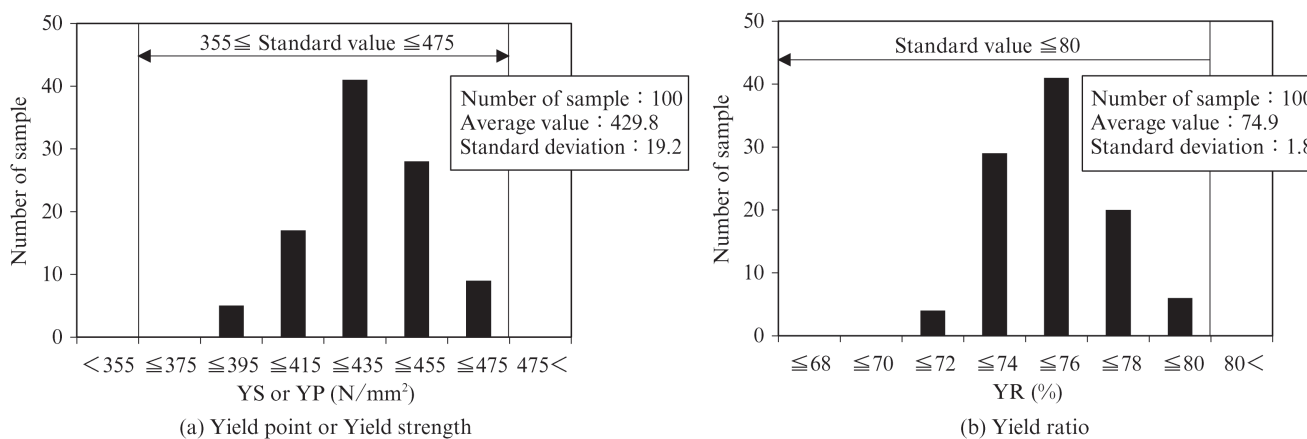 50
40
30
20
10
0
Number of sample
355≦ Standard value ≦475
Number of sample：100
Average value：429.8
Standard deviation：19.2
＜355 ≦375 ≦395 ≦415 ≦435 ≦455 ≦475 475＜
YS or YP (N/mm²)
(a) Yield point or Yield strength
50
40
30
20
10
0
Number of sample
Standard value ≦80
Number of sample：100
Average value：74.9
Standard deviation：1.8
≦68 ≦70 ≦72 ≦74 ≦76 ≦78 ≦80 80＜
YR (%)
(b) Yield ratio